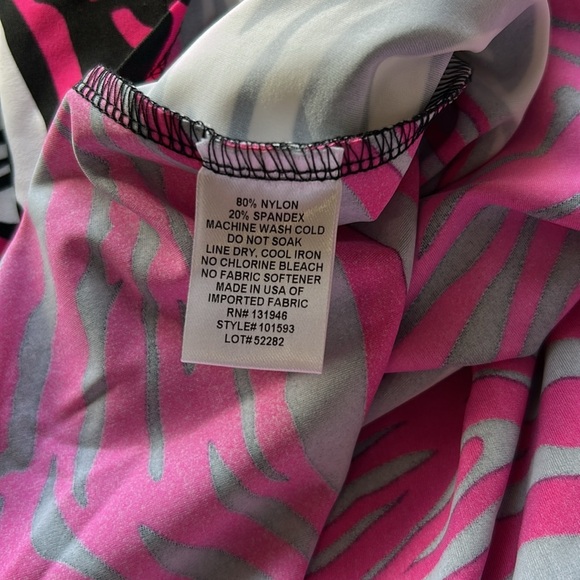 80% NYLON
20% SPANDEX
MACHINE WASH COLD
DO NOT SOAK
LINE DRY, COOL IRON
NO CHLORINE BLEACH
NO FABRIC SOFTENER
MADE IN USA OF
IMPORTED FABRIC
RN# 131946
STYLE# 101593
LOT# 52282